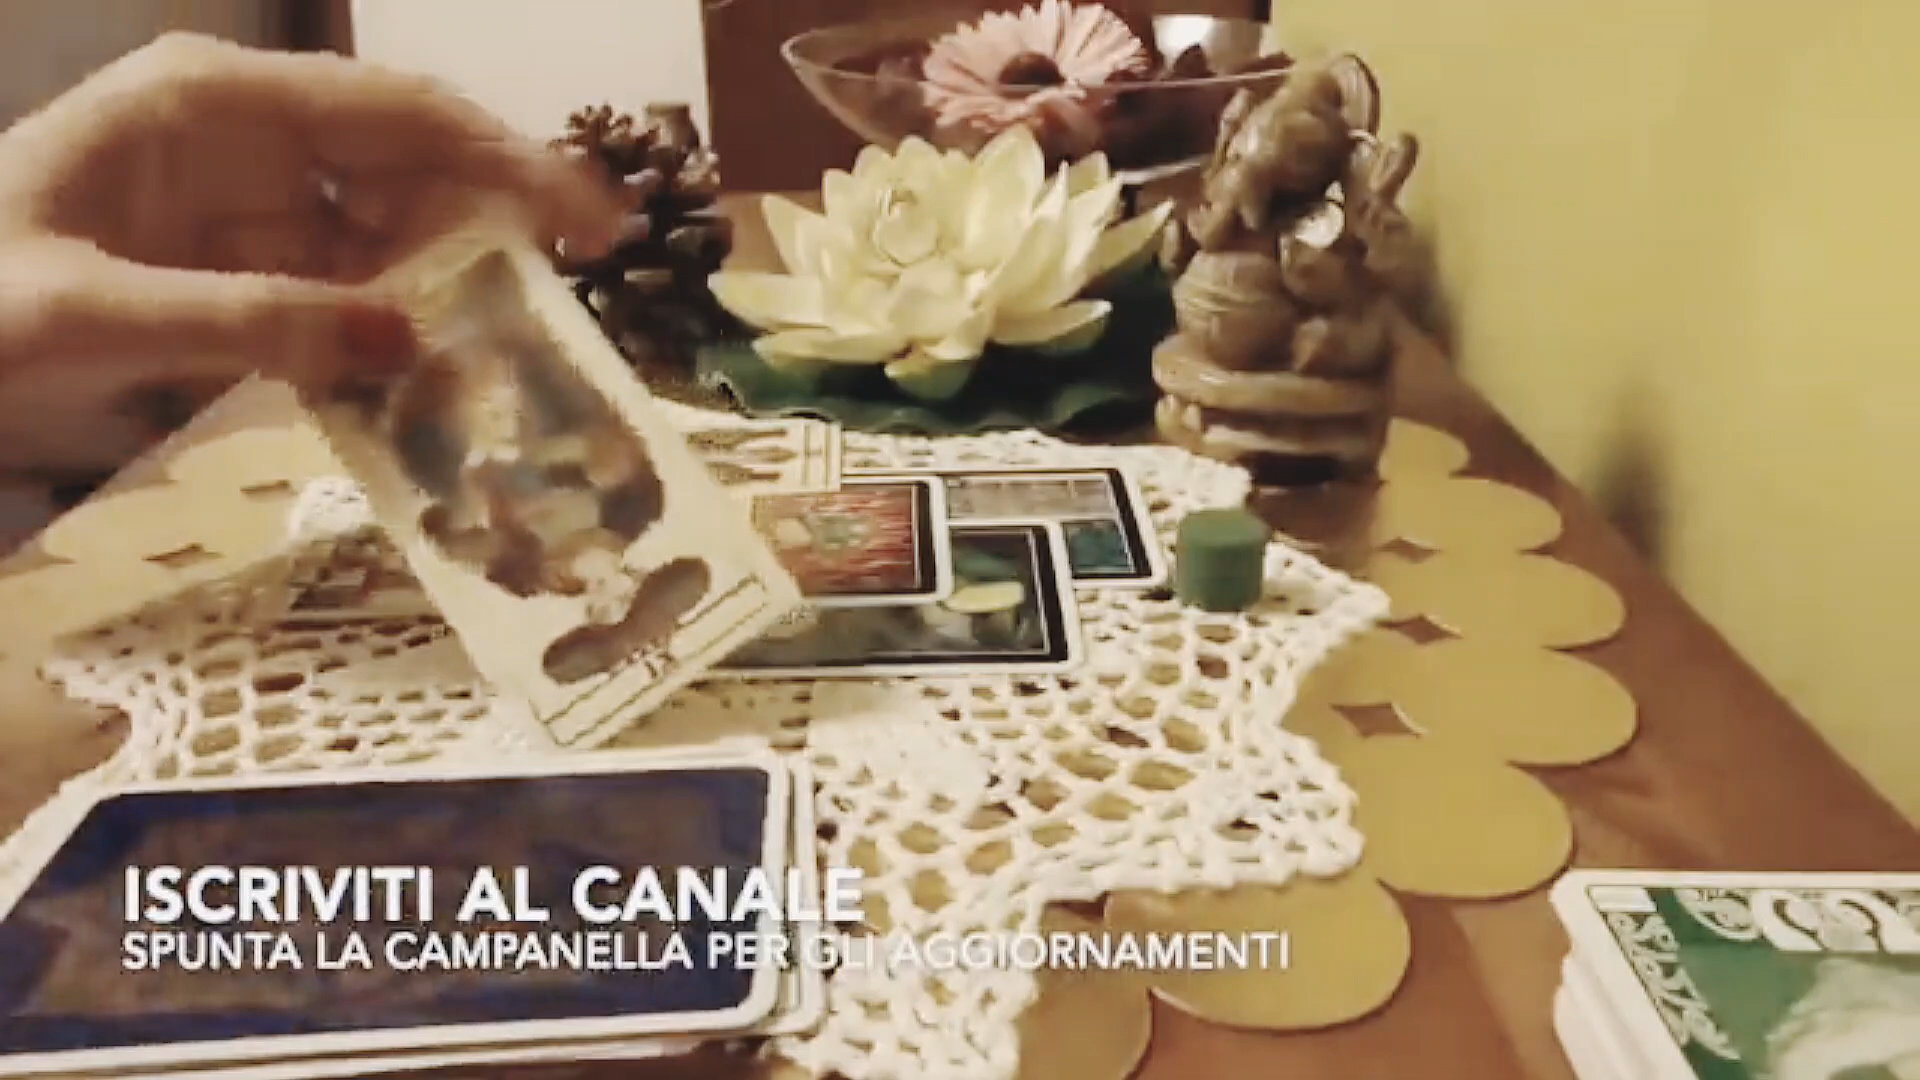 ISCRIVITI AL CANALE
SPUNTA LA CAMPANELLA PER GLI AGGIORNAMENTI